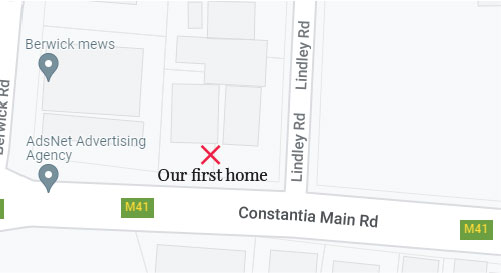 Berwick mews
Lindley Rd
Berwick Rd
AdsNet Advertising
Agency
Lindley Rd
Our first home
M41
Constantia Main Rd
M41